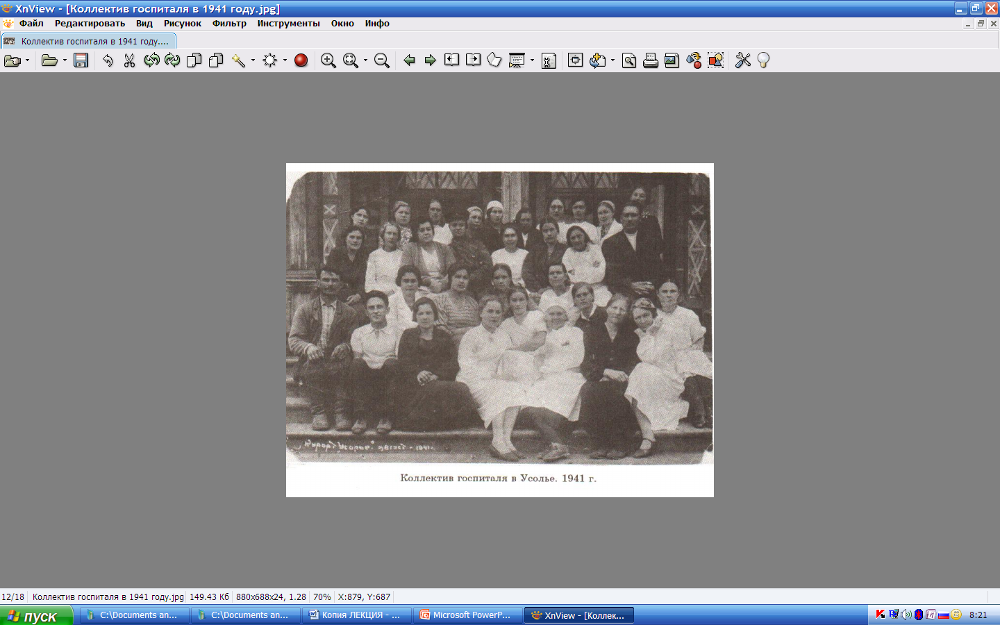 XnView - [Коллектив госпиталя в 1941 году.jpg]
Файл Редактировать Вид Рисунок Фильтр Инструменты Окно Инфо
Коллектив госпиталя в 1941 году....
"Курорт Усолье". август - 1941г.
Коллектив госпиталя в Усолье. 1941 г.
12/18 Коллектив госпиталя в 1941 году.jpg 149.43 Кб 880x688x24, 1.28 70% X:879, Y:687
пуск C:\Documents an... C:\Documents an... Копия ЛЕКЦИЯ - ... Microsoft PowerP... XnView - [Коллек... 8:21